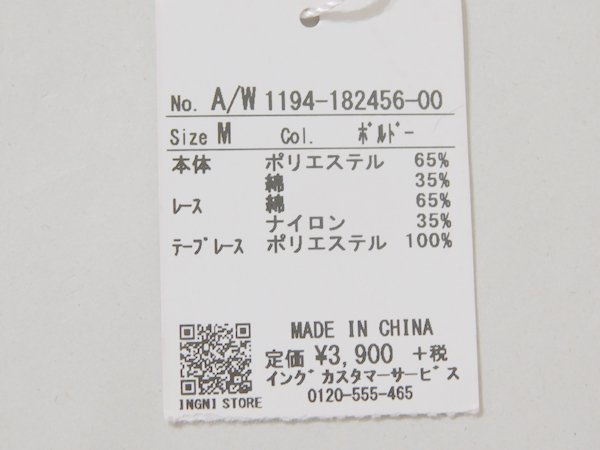 No. A/W 1194-182456-00
Size M Col. ﾎﾞﾙﾄﾞｰ
本体 ポリエステル 65%
綿 35%
ﾚｰｽ 綿 65%
ナイロン 35%
ﾃｰﾌﾟﾚｰｽ ポリエステル 100%
MADE IN CHINA
定価 ¥3,900 +税
イングカスタマーサービス
0120-555-465
INGNI STORE